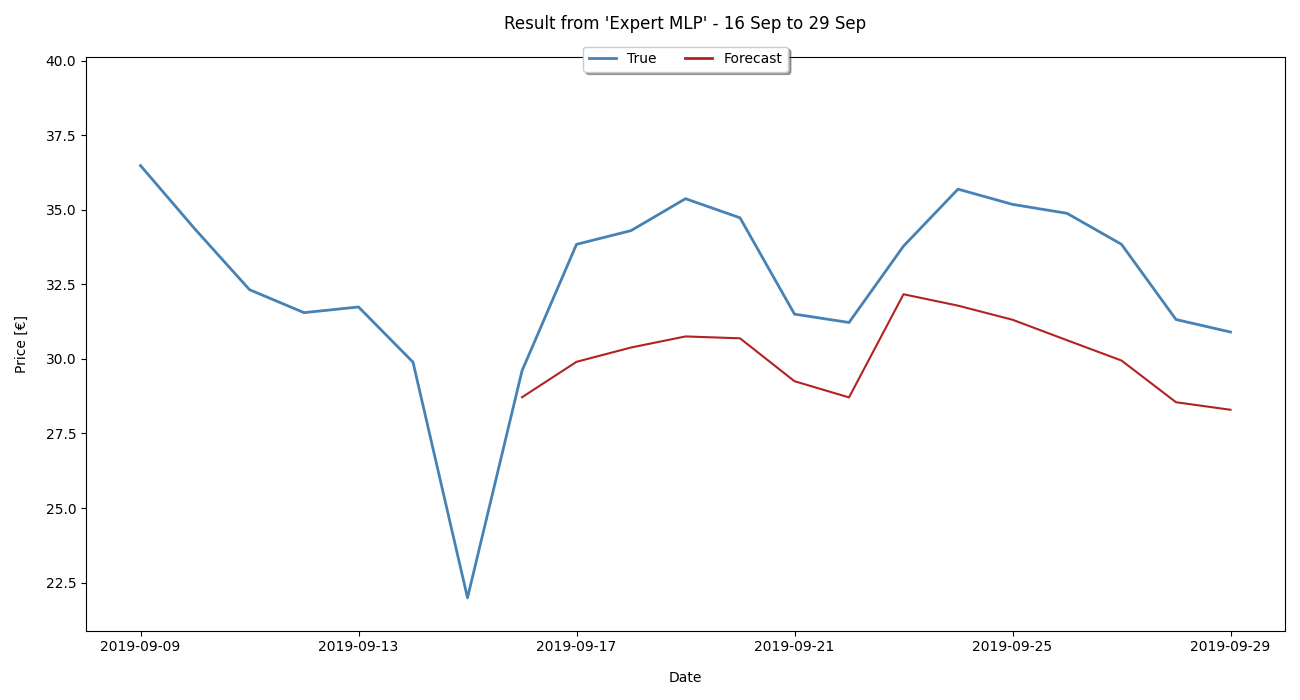 Result from 'Expert MLP' - 16 Sep to 29 Sep
True Forecast
40.0
37.5
35.0
32.5
30.0
27.5
25.0
22.5
Price [€]
2019-09-09 2019-09-13 2019-09-17 2019-09-21 2019-09-25 2019-09-29
Date